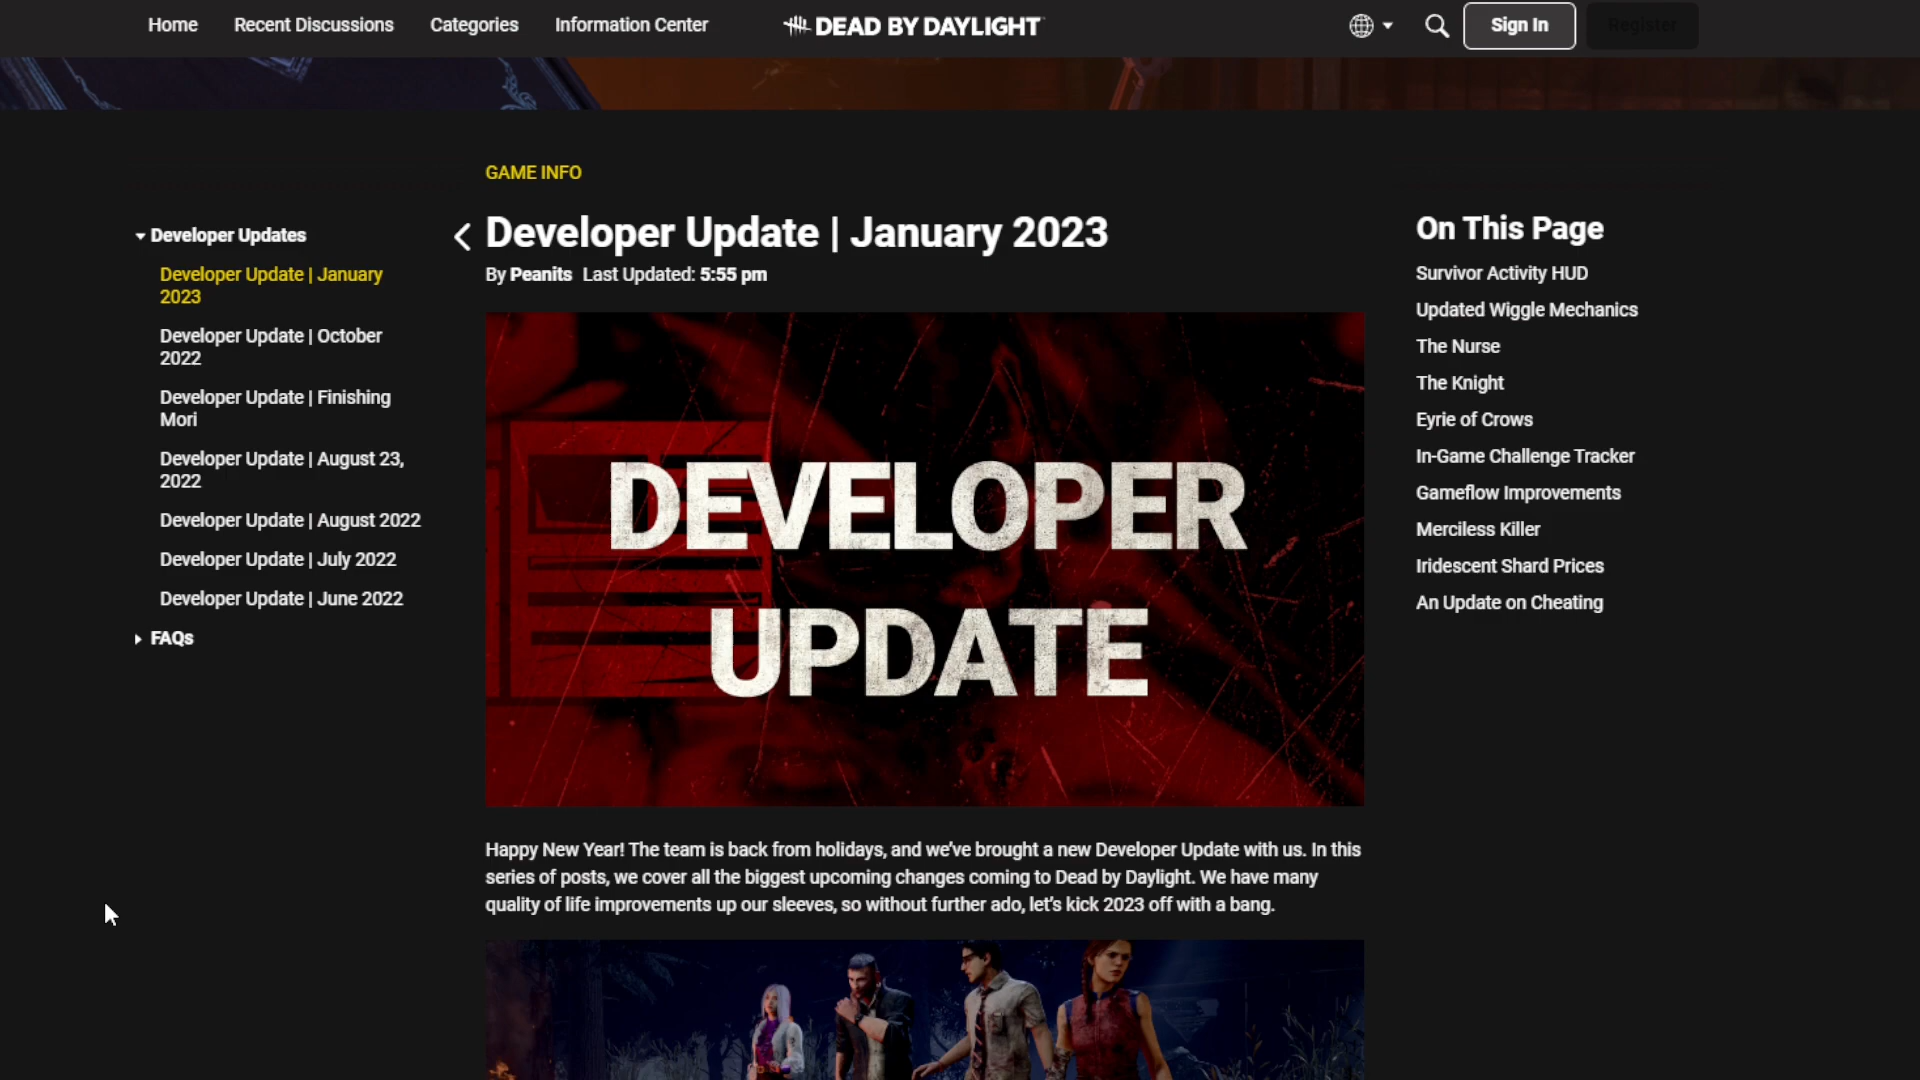 Home
Recent Discussions
Categories
Information Center
DEAD BY DAYLIGHT
Sign In
Register
GAME INFO
Developer Updates
Developer Update | January
2023
Developer Update | October
2022
Developer Update | Finishing
Mori
Developer Update | August 23,
2022
Developer Update | August 2022
Developer Update | July 2022
Developer Update | June 2022
FAQs
Developer Update | January 2023
By Peanits Last Updated: 5:55 pm
DEVELOPER
UPDATE
Happy New Year! The team is back from holidays, and we've brought a new Developer Update with us. In this
series of posts, we cover all the biggest upcoming changes coming to Dead by Daylight. We have many
quality of life improvements up our sleeves, so without further ado, let's kick 2023 off with a bang.
On This Page
Survivor Activity HUD
Updated Wiggle Mechanics
The Nurse
The Knight
Eyrie of Crows
In-Game Challenge Tracker
Gameflow Improvements
Merciless Killer
Iridescent Shard Prices
An Update on Cheating